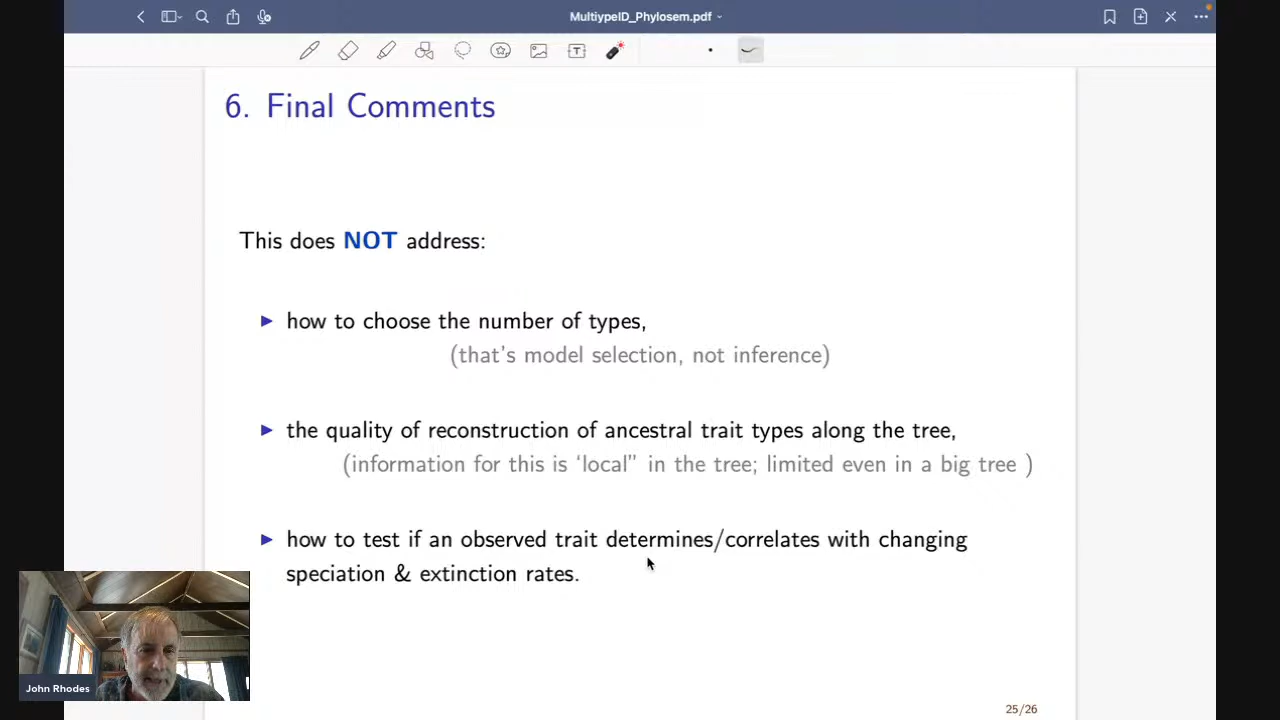 MultiypeID_Phylosem.pdf
6. Final Comments
This does NOT address:
▶ how to choose the number of types,
(that's model selection, not inference)
▶ the quality of reconstruction of ancestral trait types along the tree,
(information for this is ‘local” in the tree; limited even in a big tree )
▶ how to test if an observed trait determines/correlates with changing
speciation & extinction rates.
John Rhodes
25/26